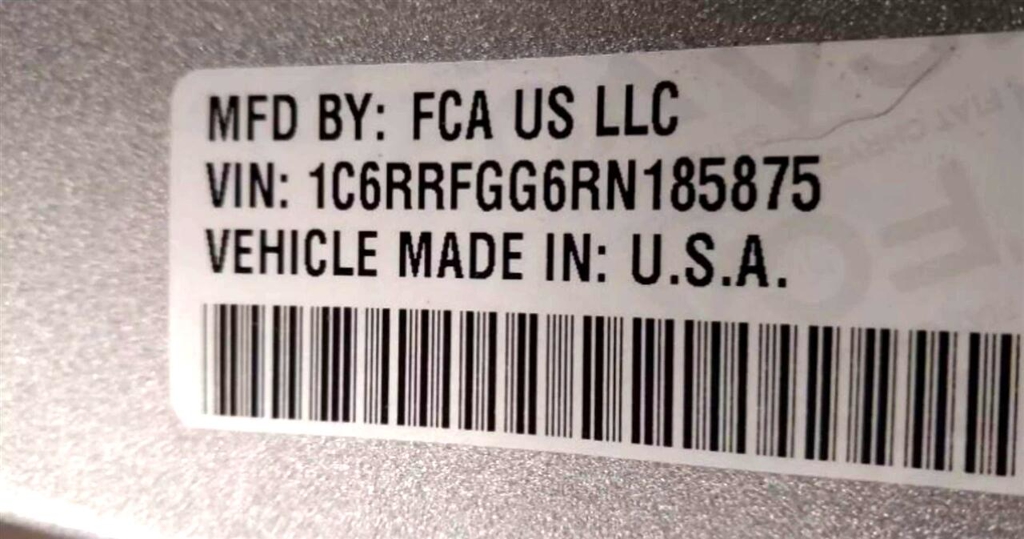 MFD BY: FCA US LLC
VIN: 1C6RRFGG6RN185875
VEHICLE MADE IN: U.S.A.